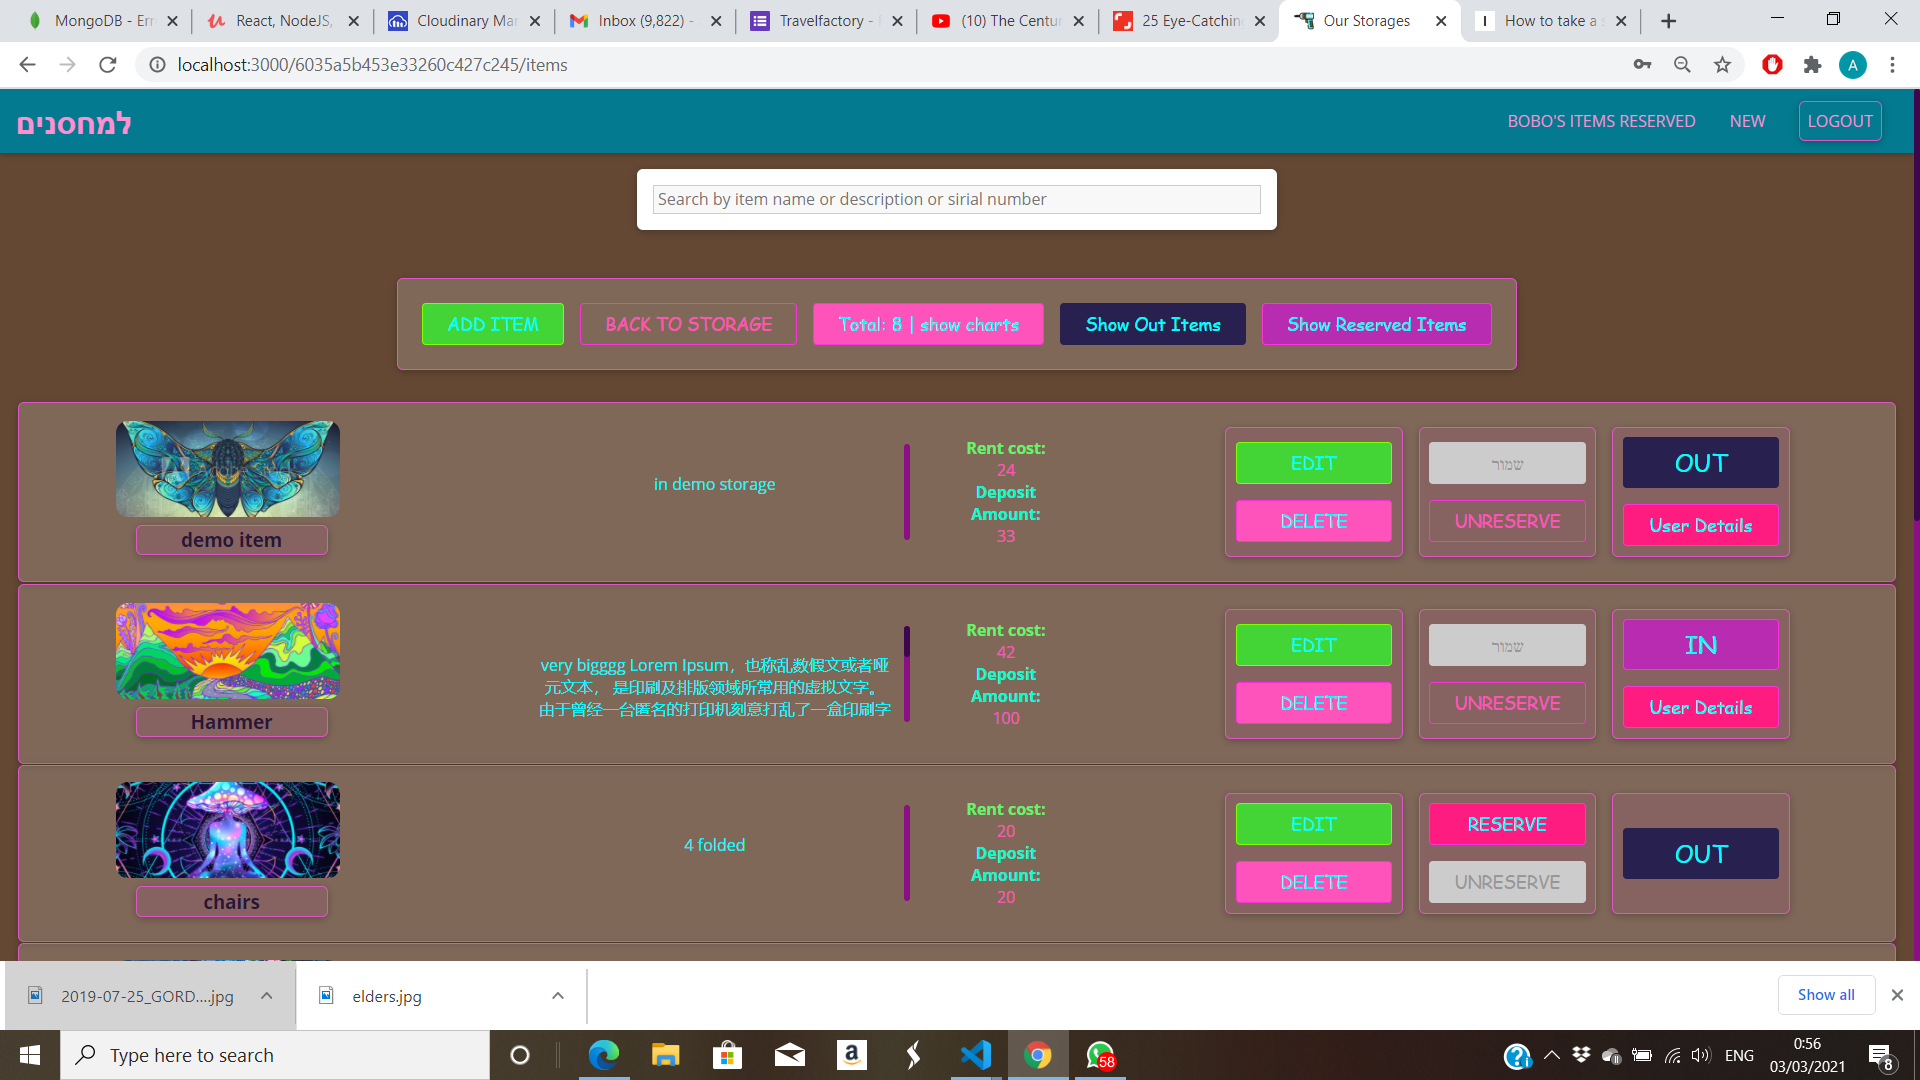 MongoDB - Err
React, NodeJS,
Cloudinary Mar
Inbox (9,822) -
Travelfactory -
(10) The Centur
25 Eye-Catchin
Our Storages
How to take a s
localhost:3000/6035a5b453e33260c427c245/items
A
למחסנים
BOBO'S ITEMS RESERVED
NEW
LOGOUT
Search by item name or description or sirial number
ADD ITEM
BACK TO STORAGE
Total: 8 | show charts
Show Out Items
Show Reserved Items
demo item
in demo storage
Rent cost:
24
Deposit
Amount:
33
EDIT
DELETE
שמור
UNRESERVE
OUT
User Details
Hammer
very bigggg Lorem Ipsum，也称乱数假文或者哑
元文本， 是印刷及排版领域所常用的虚拟文字。
由于曾经一台匿名的打印机刻意打乱了一盒印刷字
Rent cost:
42
Deposit
Amount:
100
EDIT
DELETE
שמור
UNRESERVE
IN
User Details
chairs
4 folded
Rent cost:
20
Deposit
Amount:
20
EDIT
DELETE
RESERVE
UNRESERVE
OUT
2019-07-25_GORD....jpg
elders.jpg
Show all
Type here to search
58
ENG
0:56
03/03/2021
8